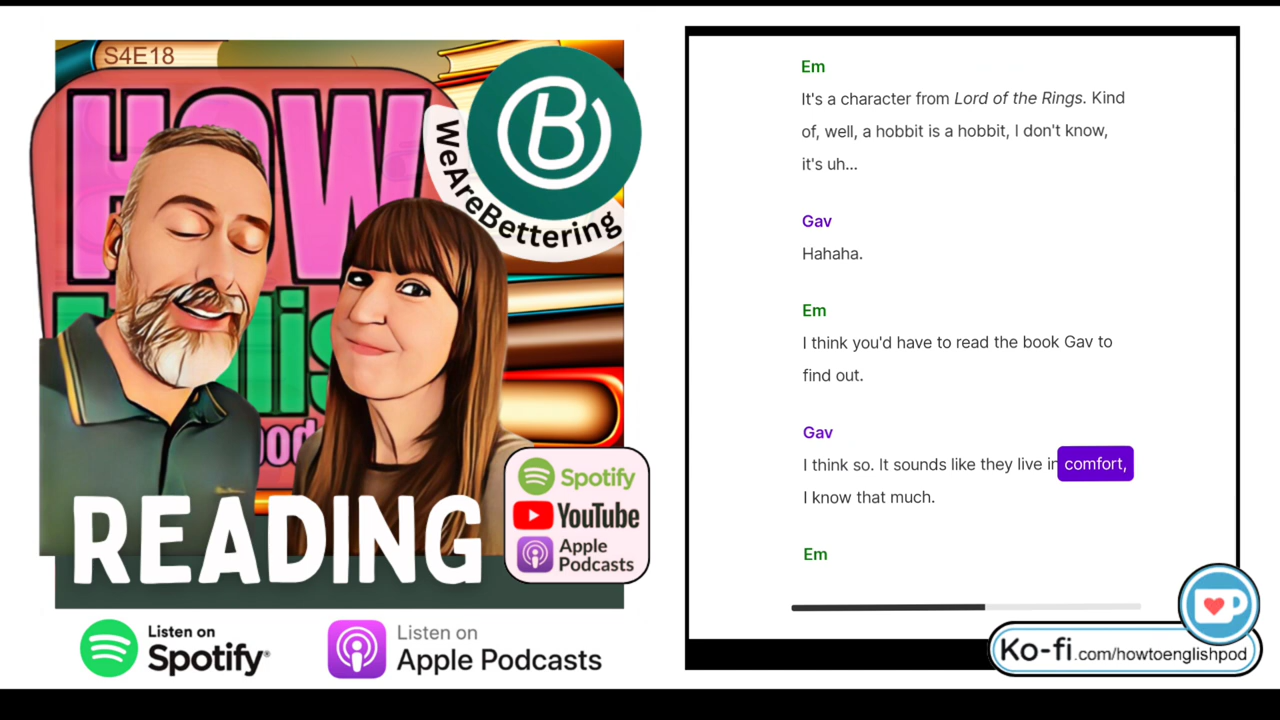 S4E18
HOW
WeAreBettering
B
READING
Spotify
YouTube
Apple
Podcasts
Listen on
Spotify
Listen on
Apple Podcasts
Em
It's a character from Lord of the Rings. Kind
of, well, a hobbit is a hobbit, I don't know,
it's uh...
Gav
Hahaha.
Em
I think you'd have to read the book Gav to
find out.
Gav
I think so. It sounds like they live in comfort,
I know that much.
Em
Ko-fi.com/howtoenglishpod